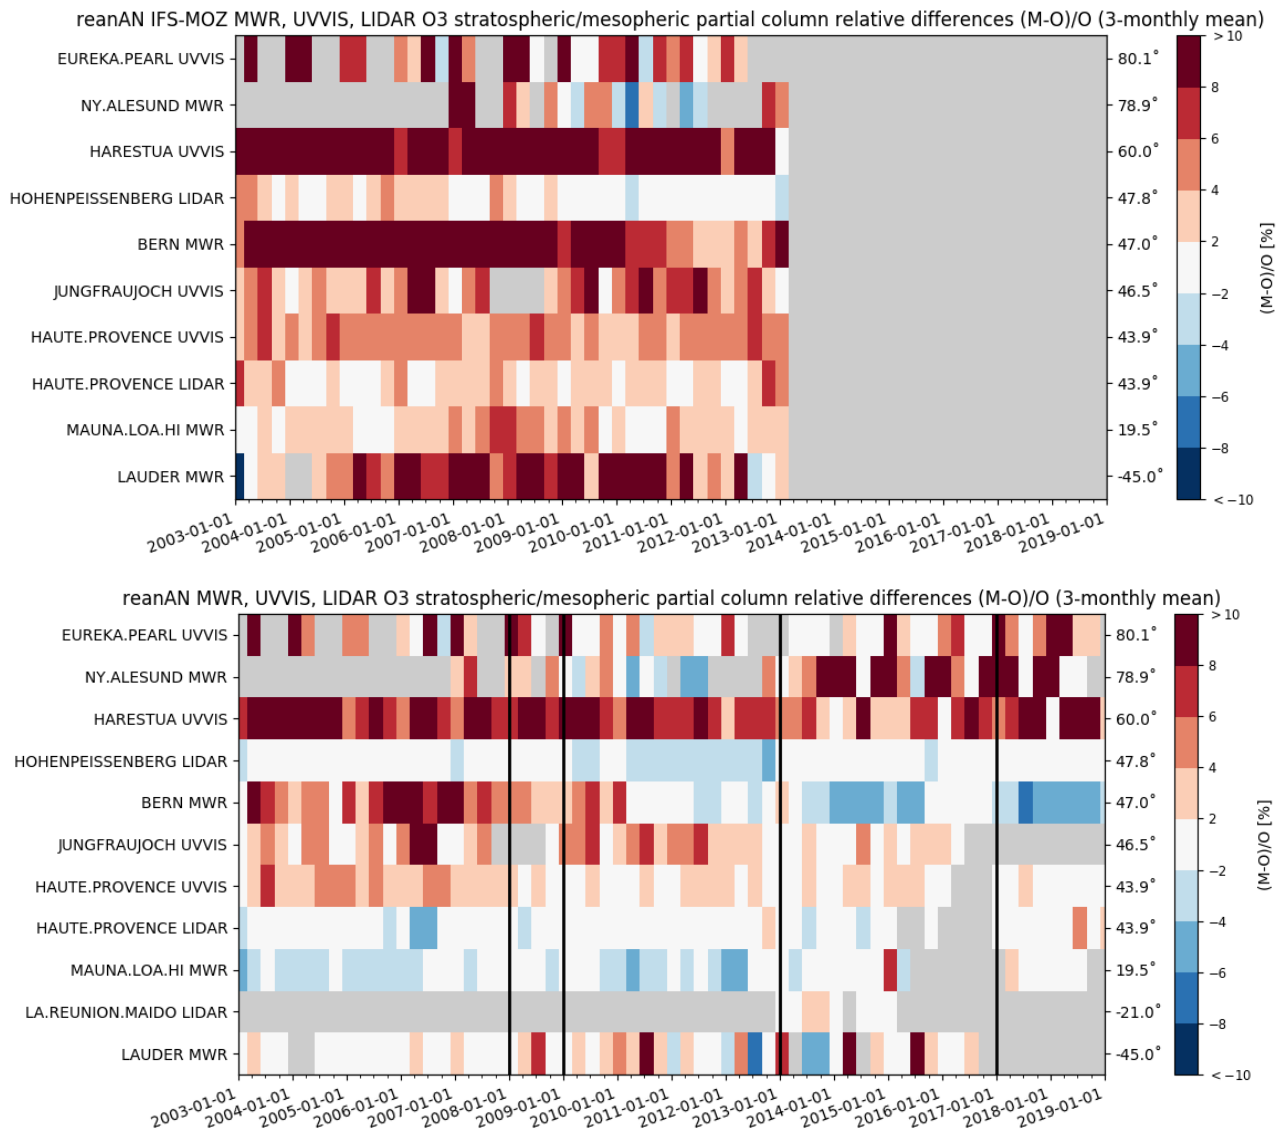 reanAN IFS-MOZ MWR, UVVIS, LIDAR O3 stratospheric/mesopheric partial column relative differences (M-O)/O (3-monthly mean)
EUREKA.PEARL UVVIS 80.1˚
NY.ALESUND MWR 78.9˚
HARESTUA UVVIS 60.0˚
HOHENPEISSENBERG LIDAR 47.8˚
BERN MWR 47.0˚
JUNGFRAUJOCH UVVIS 46.5˚
HAUTE.PROVENCE UVVIS 43.9˚
HAUTE.PROVENCE LIDAR 43.9˚
MAUNA.LOA.HI MWR 19.5˚
LAUDER MWR -45.0˚
2003-01-01 2004-01-01 2005-01-01 2006-01-01 2007-01-01 2008-01-01 2009-01-01 2010-01-01 2011-01-01 2012-01-01 2013-01-01 2014-01-01 2015-01-01 2016-01-01 2017-01-01 2018-01-01 2019-01-01
>10
8
6
4
2
−2
−4
−6
−8
<−10
(M-O)/O [%]
reanAN MWR, UVVIS, LIDAR O3 stratospheric/mesopheric partial column relative differences (M-O)/O (3-monthly mean)
EUREKA.PEARL UVVIS 80.1˚
NY.ALESUND MWR 78.9˚
HARESTUA UVVIS 60.0˚
HOHENPEISSENBERG LIDAR 47.8˚
BERN MWR 47.0˚
JUNGFRAUJOCH UVVIS 46.5˚
HAUTE.PROVENCE UVVIS 43.9˚
HAUTE.PROVENCE LIDAR 43.9˚
MAUNA.LOA.HI MWR 19.5˚
LA.REUNION.MAIDO LIDAR -21.0˚
LAUDER MWR -45.0˚
2003-01-01 2004-01-01 2005-01-01 2006-01-01 2007-01-01 2008-01-01 2009-01-01 2010-01-01 2011-01-01 2012-01-01 2013-01-01 2014-01-01 2015-01-01 2016-01-01 2017-01-01 2018-01-01 2019-01-01
>10
8
6
4
2
−2
−4
−6
−8
<−10
(M-O)/O [%]